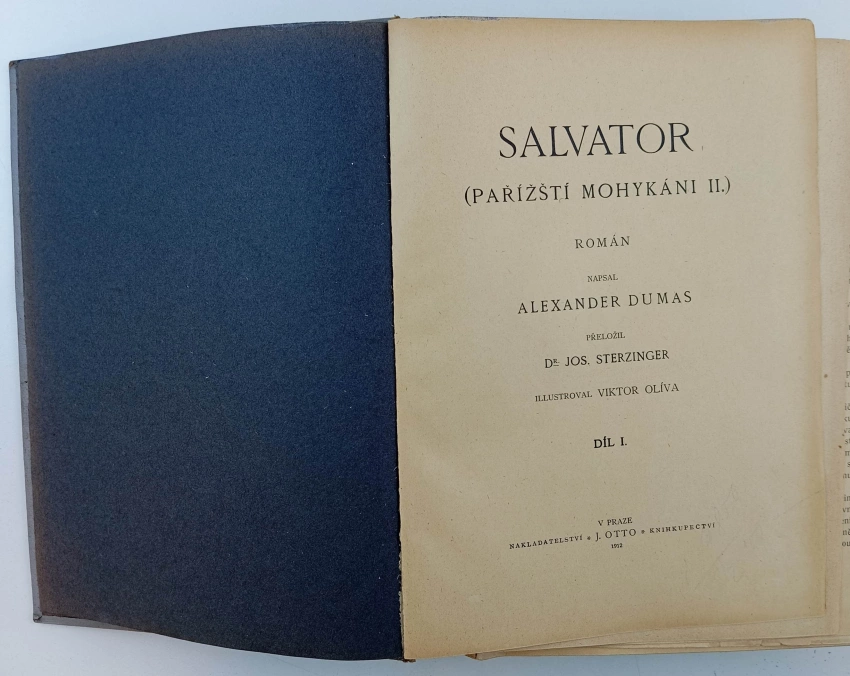 SALVATOR
(PAŘÍŽŠTÍ MOHYKÁNI II.)
ROMÁN
NAPSAL
ALEXANDER DUMAS
PŘELOŽIL
DR. JOS. STERZINGER
ILLUSTROVAL VIKTOR OLÍVA
DÍL I.
V PRAZE
NAKLADATELSTVÍ * J. OTTO * KNIHKUPECTVÍ
1912